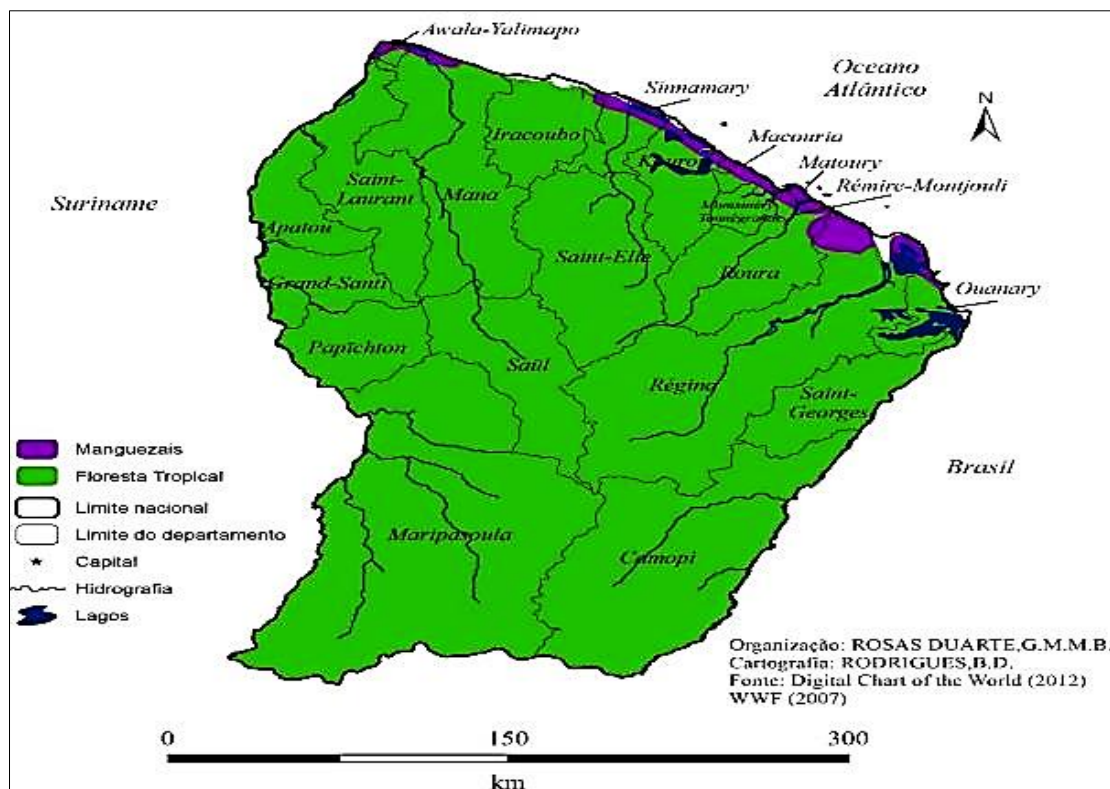 Awala-Yalimapo
Oceano
Atlântico
Sinnamary
N
Macouria
Matoury
Rémire-Montjouli
Iracoubo
Saint-
Laurant
Mana
Suriname
Apatou
Saint-Elie
Roura
Grand-Santi
Ouanary
Papichton
Saül
Régina
Saint-
Georges
Brasil
Maripasoula
Camopi
Manguezais
Floresta Tropical
Limite nacional
Limite do departamento
Capital
Hidrografia
Lagos
Organização: ROSAS DUARTE,G.M.M.B.
Cartografia: RODRIGUES,B.D.
Fonte: Digital Chart of the World (2012)
WWF (2007)
0 150 300
km